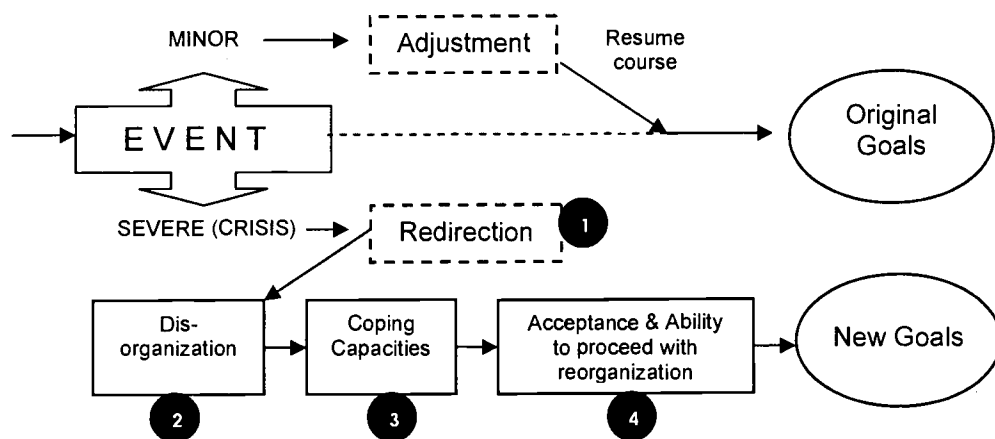 MINOR
Adjustment
Resume
course
EVENT
Original
Goals
SEVERE (CRISIS)
Redirection
1
Dis-
organization
Coping
Capacities
Acceptance & Ability
to proceed with
reorganization
New Goals
2
3
4